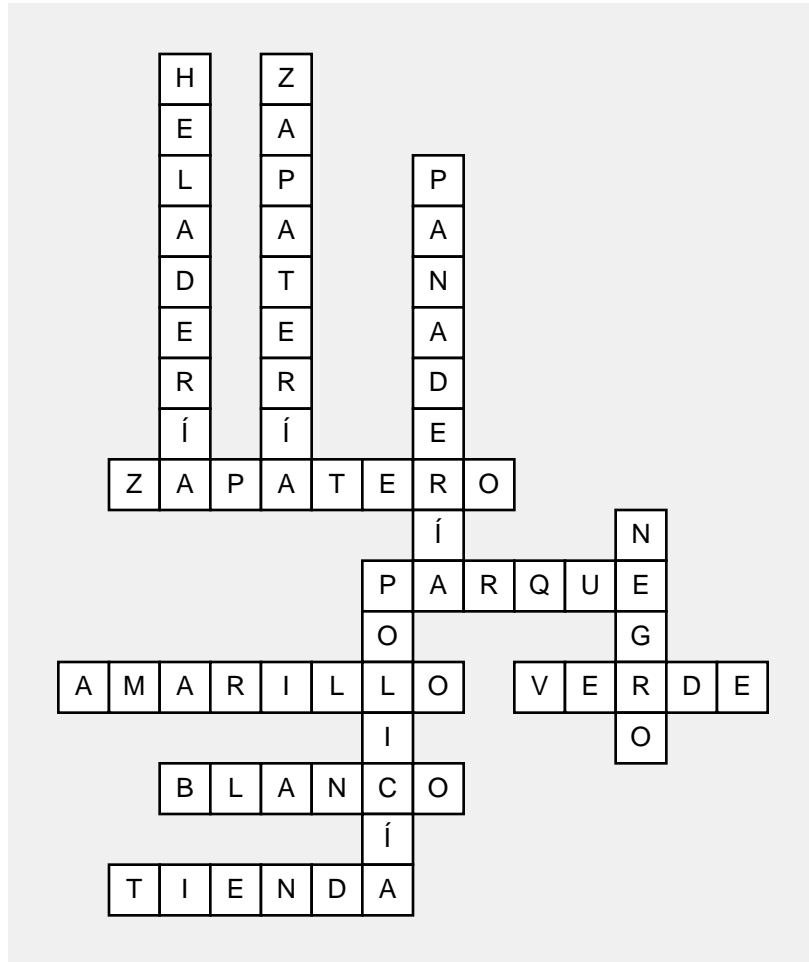 HELADERÍA
ZAPATERÍA
PANADERÍA
ZAPATERO
NEGRO
PARQUE
POLICÍA
AMARILLO
VERDE
BLANCO
TIENDA